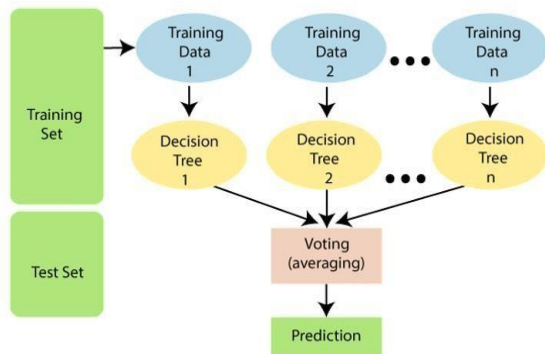 Training
Set
Test Set
Training
Data
1
Training
Data
2
Training
Data
n
Decision
Tree
1
Decision
Tree
2
Decision
Tree
n
Voting
(averaging)
Prediction